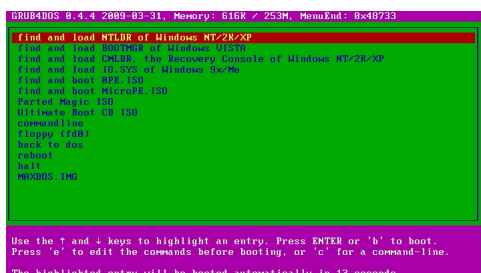 GRUB4DOS 0.4.4 2009-03-31, Memory: 616K / 253M, MenuEnd: 0x48733
find and load NTLDR of Windows NT/2K/XP
find and load BOOTMGR of Windows VISTA
find and load CMLDR, the Recovery Console of Windows NT/2K/XP
find and load IO.SYS of Windows 9x/Me
find and boot 0PE.ISO
find and boot MicroPE.ISO
Parted Magic ISO
Ultimate Boot CD ISO
commandline
floppy (fd0)
back to dos
reboot
halt
MAXDOS.IMG
Use the ↑ and ↓ keys to highlight an entry. Press ENTER or 'b' to boot.
Press 'e' to edit the commands before booting, or 'c' for a command-line.
The highlighted entry will be booted automatically in 13 seconds.